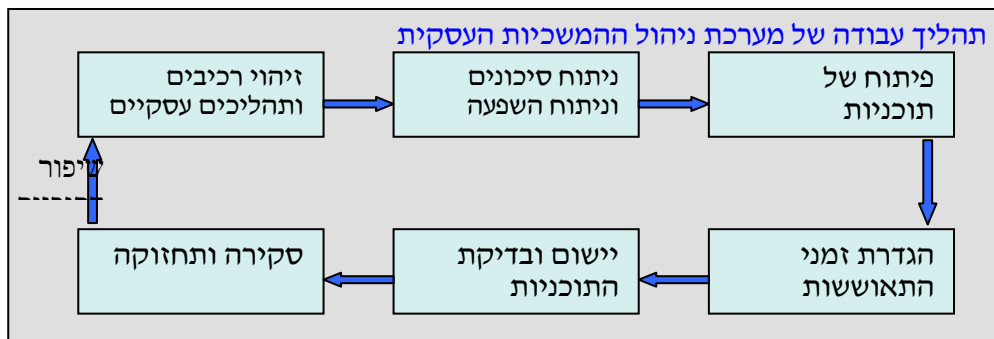 תהליך עבודה של מערכת ניהול ההמשכיות העסקית
זיהוי רכיבים
ותהליכים עסקיים
ניתוח סיכונים
וניתוח השפעה
פיתוח של
תוכניות
הגדרת זמני
התאוששות
יישום ובדיקת
התוכניות
סקירה ותחזוקה
שיפור